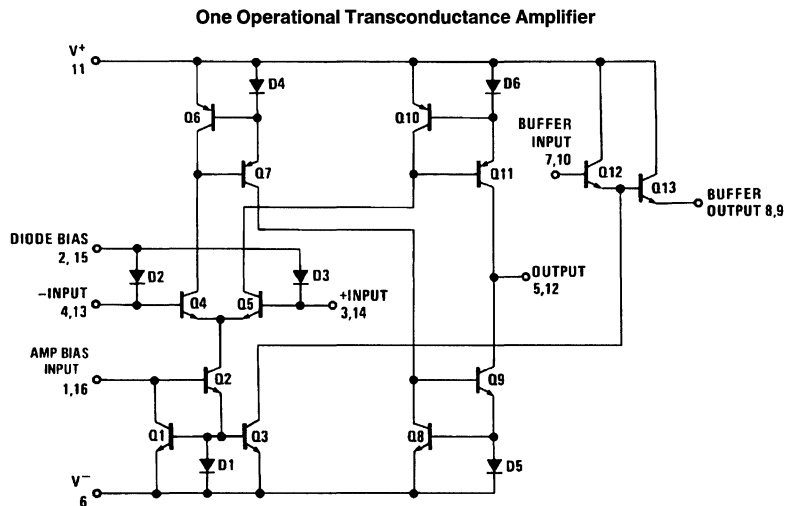 One Operational Transconductance Amplifier
V+
11
D4
D6
Q6
Q10
BUFFER
INPUT
7,10
Q7
Q11
Q12
Q13
BUFFER
OUTPUT 8,9
DIODE BIAS
2, 15
D2
D3
–INPUT
4,13
Q4
Q5
+INPUT
3,14
OUTPUT
5,12
AMP BIAS
INPUT
1,16
Q2
Q9
Q1
Q3
Q8
D1
D5
V–
6